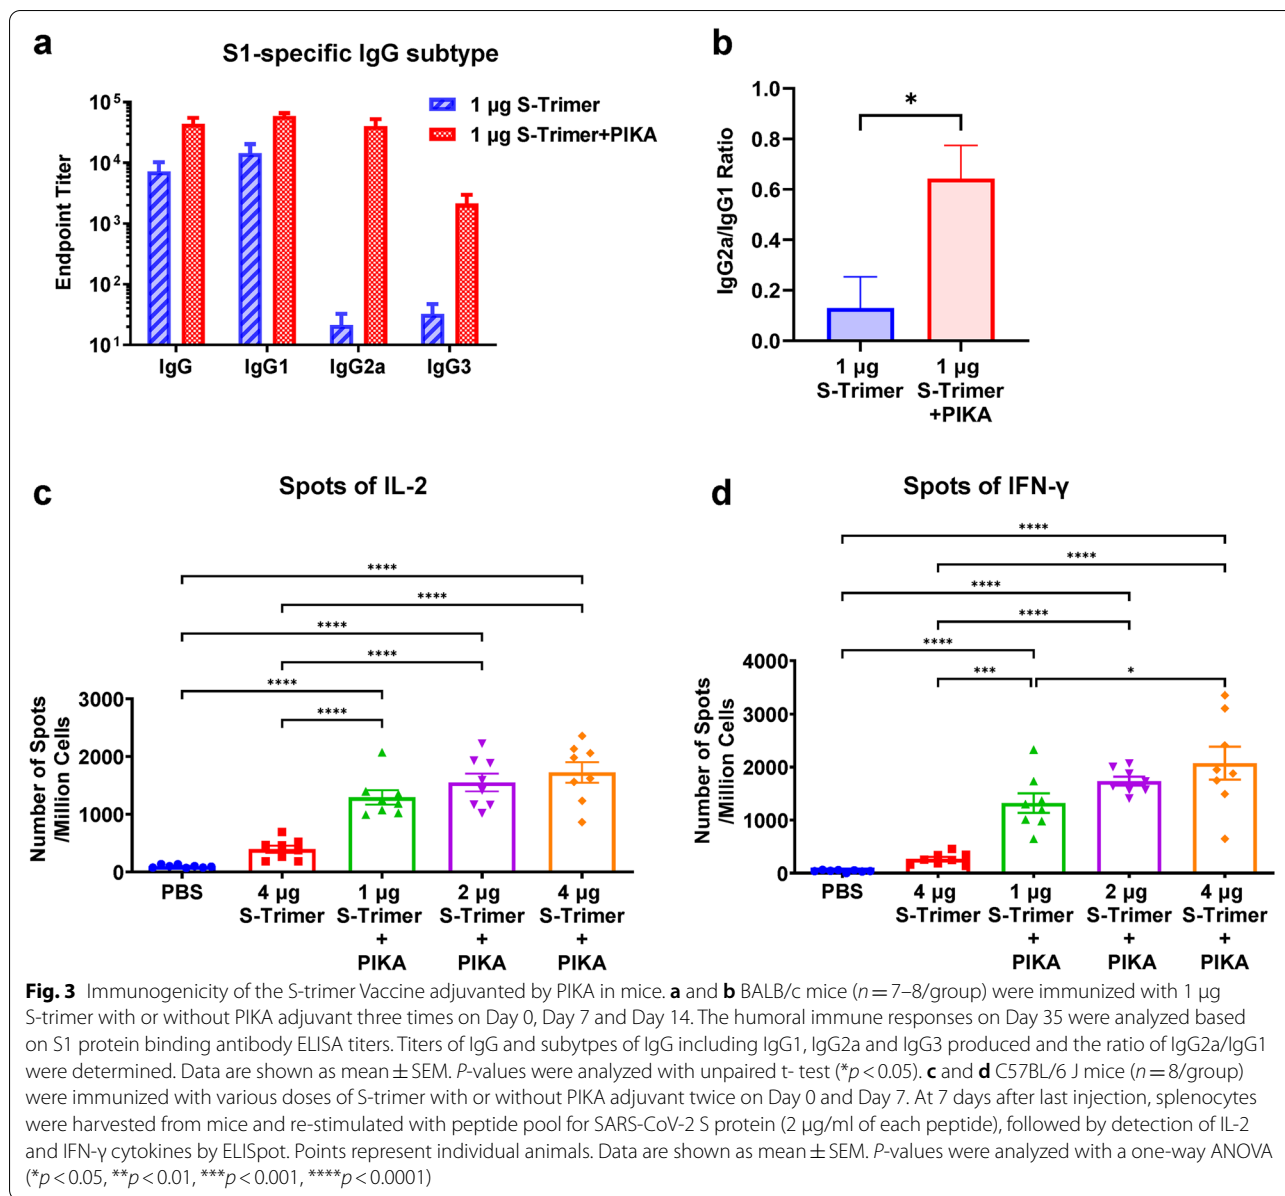 a
S1-specific IgG subtype
Endpoint Titer
10⁵
10⁴
10³
10²
10¹
IgG IgG1 IgG2a IgG3
1 µg S-Trimer
1 µg S-Trimer+PIKA
b
IgG2a/IgG1 Ratio
1.0
0.8
0.6
0.4
0.2
0.0
*
1 µg
S-Trimer
1 µg
S-Trimer
+PIKA
c
Spots of IL-2
Number of Spots
/Million Cells
3000
2000
1000
0
****
****
****
****
****
****
PBS
4 µg
S-Trimer
1 µg
S-Trimer
+
PIKA
2 µg
S-Trimer
+
PIKA
4 µg
S-Trimer
+
PIKA
d
Spots of IFN-γ
Number of Spots
/Million Cells
4000
3000
2000
1000
0
****
****
****
****
****
***
*
PBS
4 µg
S-Trimer
1 µg
S-Trimer
+
PIKA
2 µg
S-Trimer
+
PIKA
4 µg
S-Trimer
+
PIKA
Fig. 3 Immunogenicity of the S-trimer Vaccine adjuvanted by PIKA in mice. a and b BALB/c mice (n = 7–8/group) were immunized with 1 µg
S-trimer with or without PIKA adjuvant three times on Day 0, Day 7 and Day 14. The humoral immune responses on Day 35 were analyzed based
on S1 protein binding antibody ELISA titers. Titers of IgG and subytpes of IgG including IgG1, IgG2a and IgG3 produced and the ratio of IgG2a/IgG1
were determined. Data are shown as mean ± SEM. P-values were analyzed with unpaired t- test (*p < 0.05). c and d C57BL/6 J mice (n = 8/group)
were immunized with various doses of S-trimer with or without PIKA adjuvant twice on Day 0 and Day 7. At 7 days after last injection, splenocytes
were harvested from mice and re-stimulated with peptide pool for SARS-CoV-2 S protein (2 µg/ml of each peptide), followed by detection of IL-2
and IFN-γ cytokines by ELISpot. Points represent individual animals. Data are shown as mean ± SEM. P-values were analyzed with a one-way ANOVA
(*p < 0.05, **p < 0.01, ***p < 0.001, ****p < 0.0001)